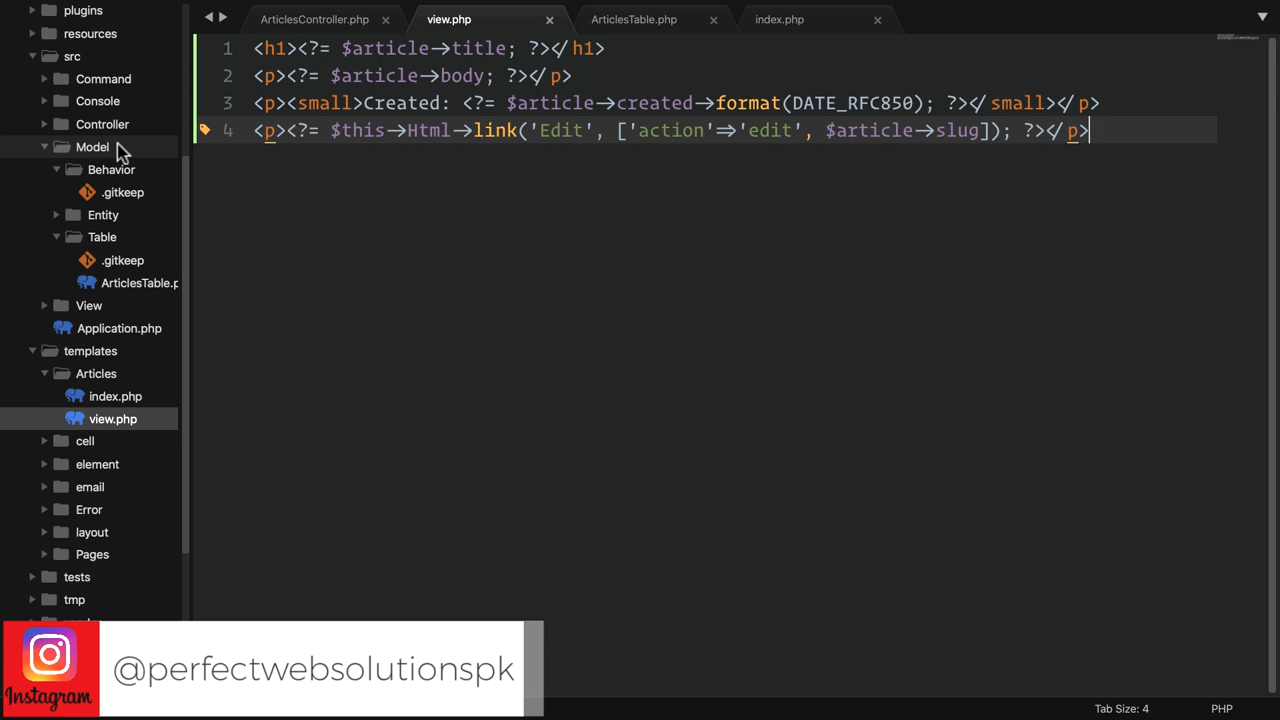 plugins
resources
src
Command
Console
Controller
Model
Behavior
.gitkeep
Entity
Table
.gitkeep
ArticlesTable.p
View
Application.php
templates
Articles
index.php
view.php
cell
element
email
Error
layout
Pages
tests
tmp
ArticlesController.php ×
view.php ×
ArticlesTable.php ×
index.php ×
1 <h1><?= $article->title; ?></h1>
2 <p><?= $article->body; ?></p>
3 <p><small>Created: <?= $article->created->format(DATE_RFC850); ?></small></p>
4 <p><?= $this->Html->link('Edit', ['action'=>'edit', $article->slug]); ?></p>
Instagram
@perfectwebsolutionspk
Tab Size: 4
PHP